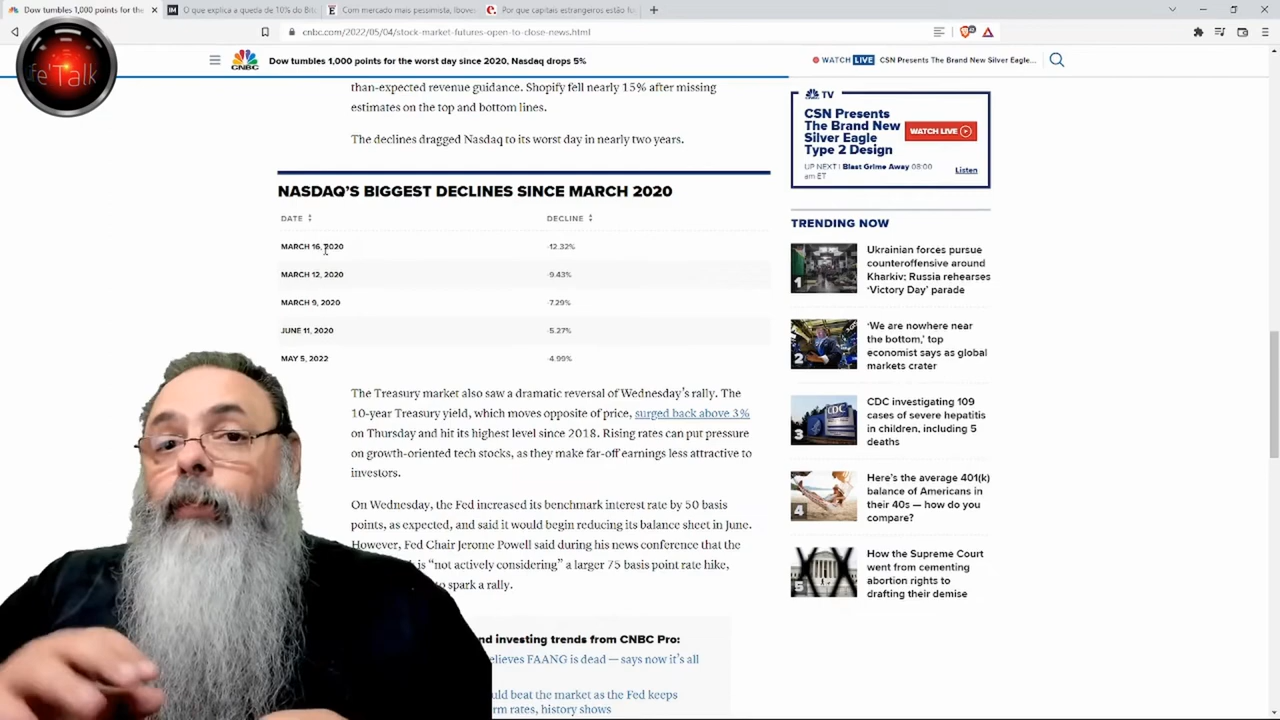 Dow tumbles 1,000 points for the
O que explica a queda de 10% do Bit
Com mercado mais pessimista, Iboves
Por que capitais estrangeiros estão fu
cnbc.com/2022/05/04/stock-market-futures-open-to-close-news.html
fe'Talk
CNBC
Dow tumbles 1,000 points for the worst day since 2020, Nasdaq drops 5%
WATCH LIVE
CSN Presents The Brand New Silver Eagle...
than-expected revenue guidance. Shopify fell nearly 15% after missing
estimates on the top and bottom lines.
The declines dragged Nasdaq to its worst day in nearly two years.
NASDAQ'S BIGGEST DECLINES SINCE MARCH 2020
DATE DECLINE
MARCH 16, 2020 -12.32%
MARCH 12, 2020 -9.43%
MARCH 9, 2020 -7.29%
JUNE 11, 2020 -5.27%
MAY 5, 2022 -4.99%
The Treasury market also saw a dramatic reversal of Wednesday's rally. The
10-year Treasury yield, which moves opposite of price, surged back above 3%
on Thursday and hit its highest level since 2018. Rising rates can put pressure
on growth-oriented tech stocks, as they make far-off earnings less attractive to
investors.
On Wednesday, the Fed increased its benchmark interest rate by 50 basis
points, as expected, and said it would begin reducing its balance sheet in June.
However, Fed Chair Jerome Powell said during his news conference that the
is "not actively considering" a larger 75 basis point rate hike,
to spark a rally.
nd investing trends from CNBC Pro:
elieves FAANG is dead — says now it's all
uld beat the market as the Fed keeps
rm rates, history shows
TV
CSN Presents
The Brand New
Silver Eagle
Type 2 Design
WATCH LIVE
UP NEXT | Blast Grime Away 08:00
am ET
Listen
TRENDING NOW
1
Ukrainian forces pursue
counteroffensive around
Kharkiv; Russia rehearses
'Victory Day' parade
2
'We are nowhere near
the bottom,' top
economist says as global
markets crater
3
CDC
CDC investigating 109
cases of severe hepatitis
in children, including 5
deaths
4
Here's the average 401(k)
balance of Americans in
their 40s — how do you
compare?
5
How the Supreme Court
went from cementing
abortion rights to
drafting their demise